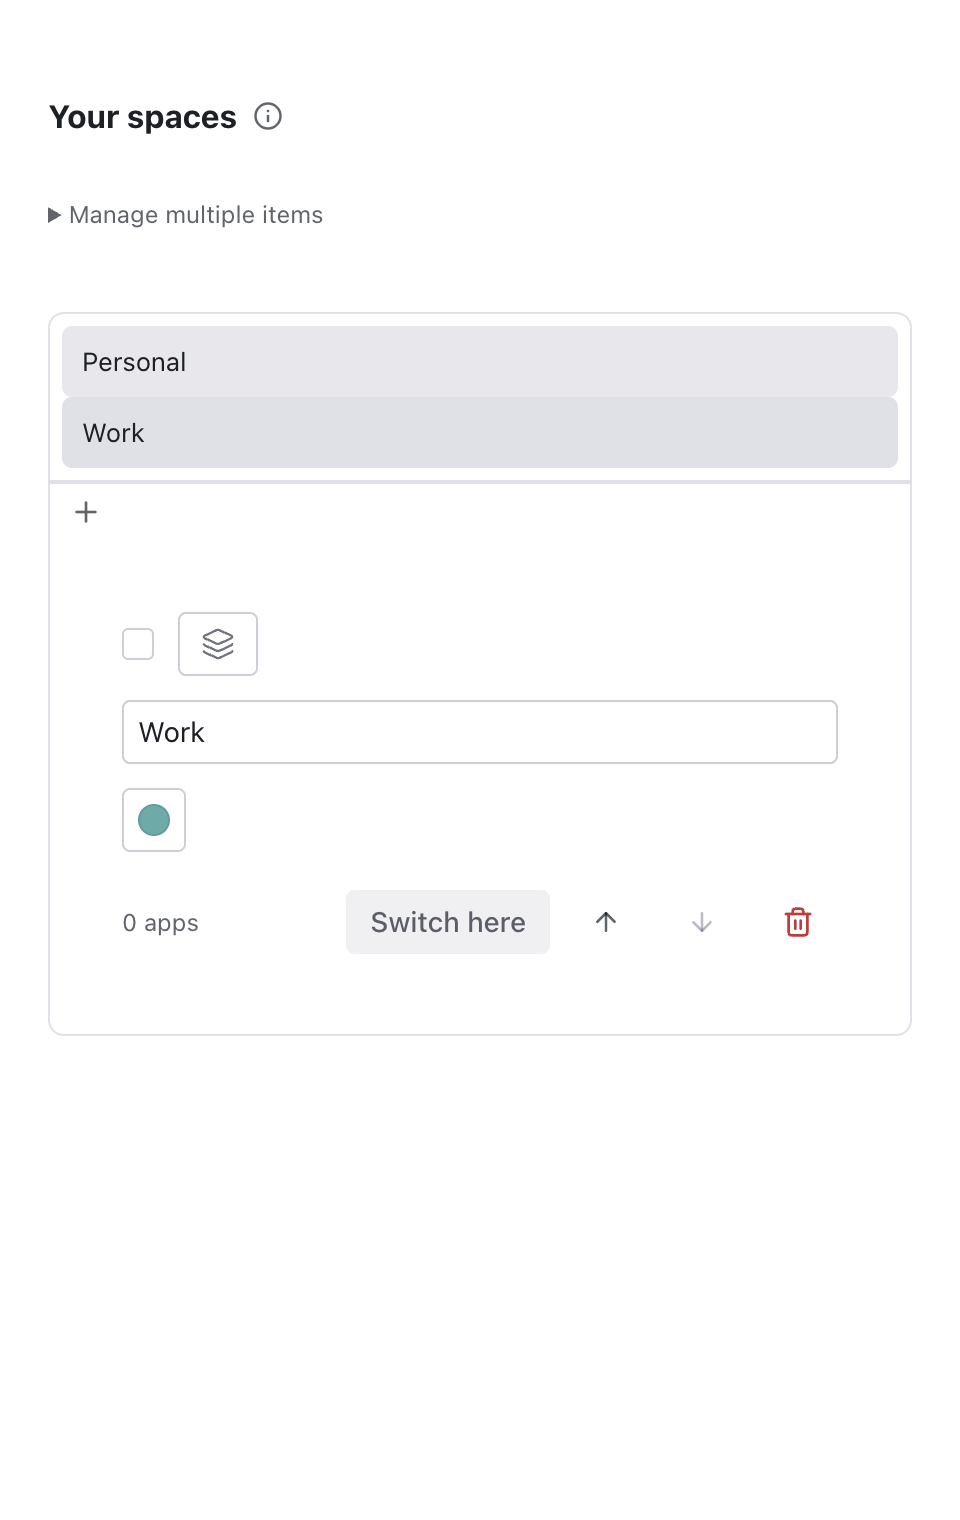 Your spaces
Manage multiple items
Personal
Work
Work
0 apps
Switch here